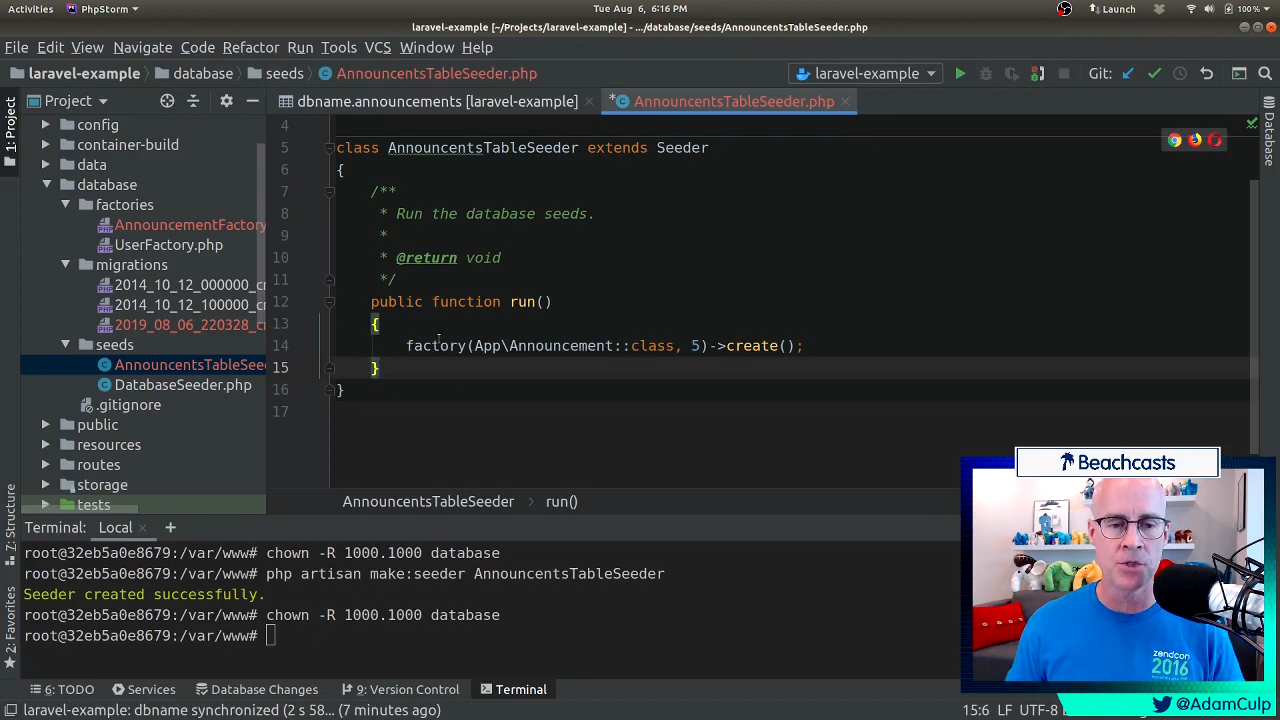 Activities PhpStorm Tue Aug 6, 6:16 PM Launch 100%
laravel-example [~/Projects/laravel-example] - .../database/seeds/AnnouncentsTableSeeder.php
File Edit View Navigate Code Refactor Run Tools VCS Window Help
laravel-example database seeds AnnouncentsTableSeeder.php laravel-example Git:
Project dbname.announcements [laravel-example] *AnnouncentsTableSeeder.php
1: Project
Database
config
container-build
data
database
factories
AnnouncementFactory
UserFactory.php
migrations
2014_10_12_000000_cr
2014_10_12_100000_cr
2019_08_06_220328_cr
seeds
AnnouncentsTableSee
DatabaseSeeder.php
.gitignore
public
resources
routes
storage
tests
4
5 class AnnouncentsTableSeeder extends Seeder
6 {
7 /**
8 * Run the database seeds.
9 *
10 * @return void
11 */
12 public function run()
13 {
14 factory(App\Announcement::class, 5)->create();
15 }
16 }
17
AnnouncentsTableSeeder › run()
Z: Structure
2: Favorites
Terminal: Local × +
root@32eb5a0e8679:/var/www# chown -R 1000.1000 database
root@32eb5a0e8679:/var/www# php artisan make:seeder AnnouncentsTableSeeder
Seeder created successfully.
root@32eb5a0e8679:/var/www# chown -R 1000.1000 database
root@32eb5a0e8679:/var/www#
6: TODO Services Database Changes 9: Version Control Terminal
laravel-example: dbname synchronized (2 s 58... (7 minutes ago) 15:6 LF UTF-8
Beachcasts
zendcon
2016
@AdamCulp